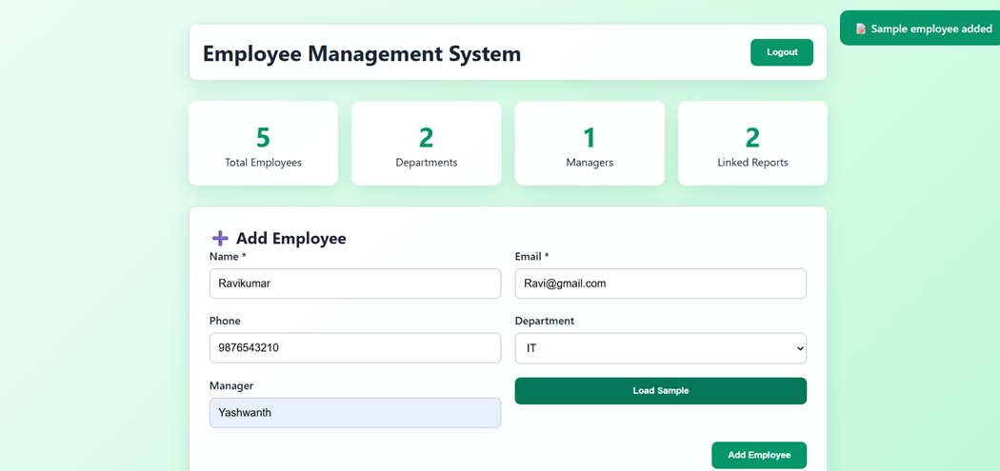 📝 Sample employee added
Employee Management System
Logout
5
Total Employees
2
Departments
1
Managers
2
Linked Reports
➕ Add Employee
Name *
Ravikumar
Email *
Ravi@gmail.com
Phone
9876543210
Department
IT
Manager
Yashwanth
Load Sample
Add Employee